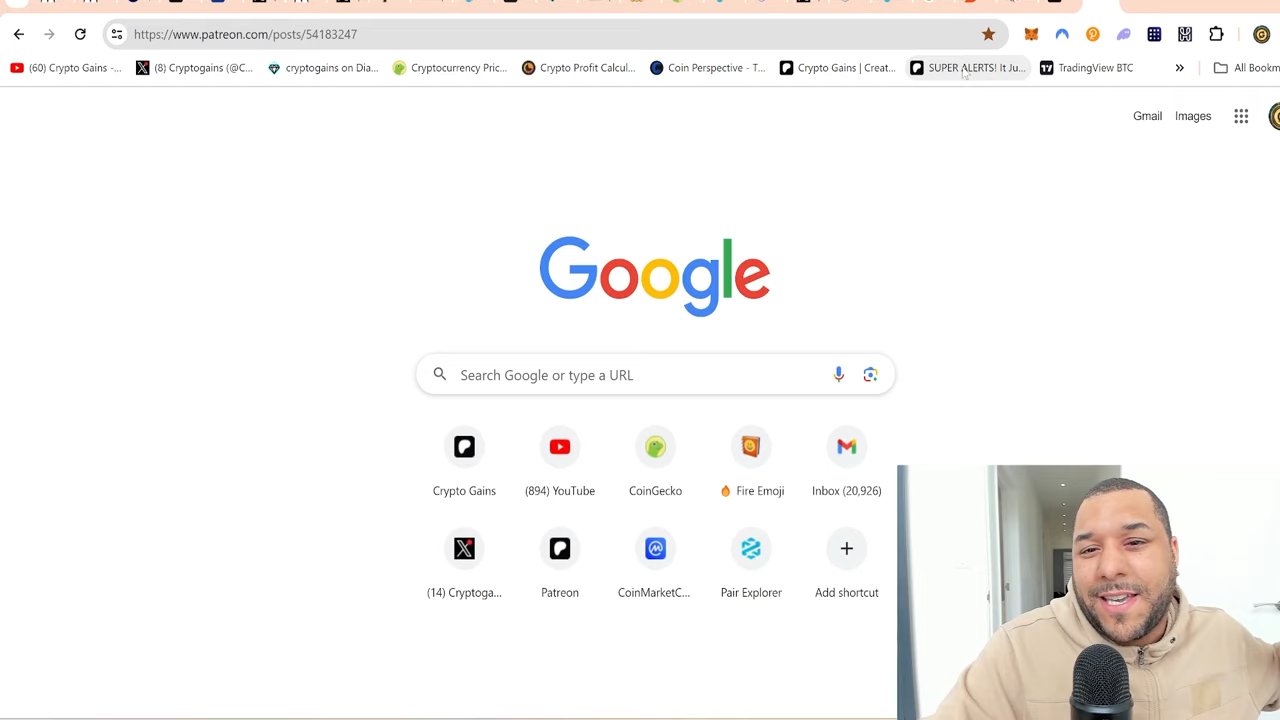 https://www.patreon.com/posts/54183247
(60) Crypto Gains -...
(8) Cryptogains (@C...
cryptogains on Dia...
Cryptocurrency Pric...
Crypto Profit Calcul...
Coin Perspective - T...
Crypto Gains | Creat...
SUPER ALERTS! It Ju...
TradingView BTC
»
All Bookm
Gmail
Images
Google
Search Google or type a URL
Crypto Gains
(894) YouTube
CoinGecko
Fire Emoji
Inbox (20,926)
(14) Cryptoga...
Patreon
CoinMarketC...
Pair Explorer
Add shortcut